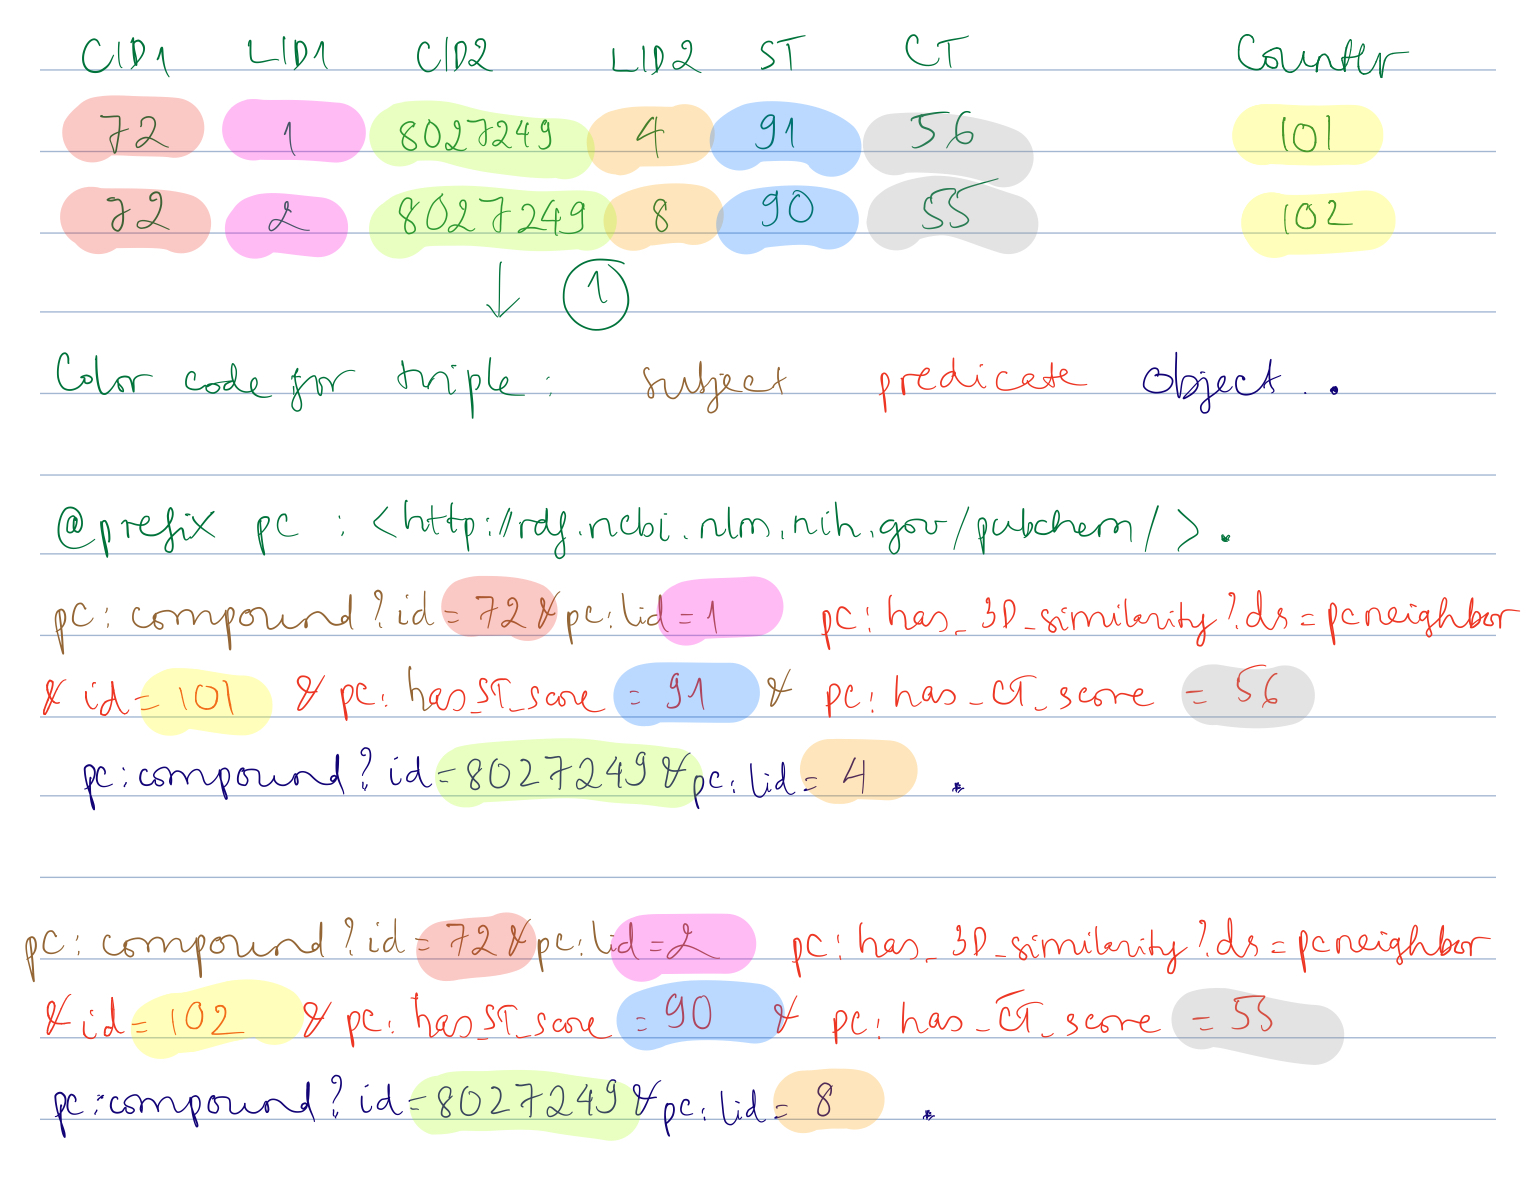 CID1 LID1 CID2 LID2 ST CT Counter
72 1 8027249 4 91 56 101
72 2 8027249 8 90 55 102
↓ 1
Color code for triple: subject predicate object .
@prefix pc : <http://rdf.ncbi.nlm.nih.gov/pubchem/> .
pc:compound?id=72&pc:lid=1 pc:has_3D_similarity?ds=pcneighbor
&id=101 & pc:has_ST_score=91 & pc:has_CT_score=56
pc:compound?id=8027249&pc:lid=4 .
pc:compound?id=72&pc:lid=2 pc:has_3D_similarity?ds=pcneighbor
&id=102 & pc:has_ST_score=90 & pc:has_CT_score=55
pc:compound?id=8027249&pc:lid=8 .